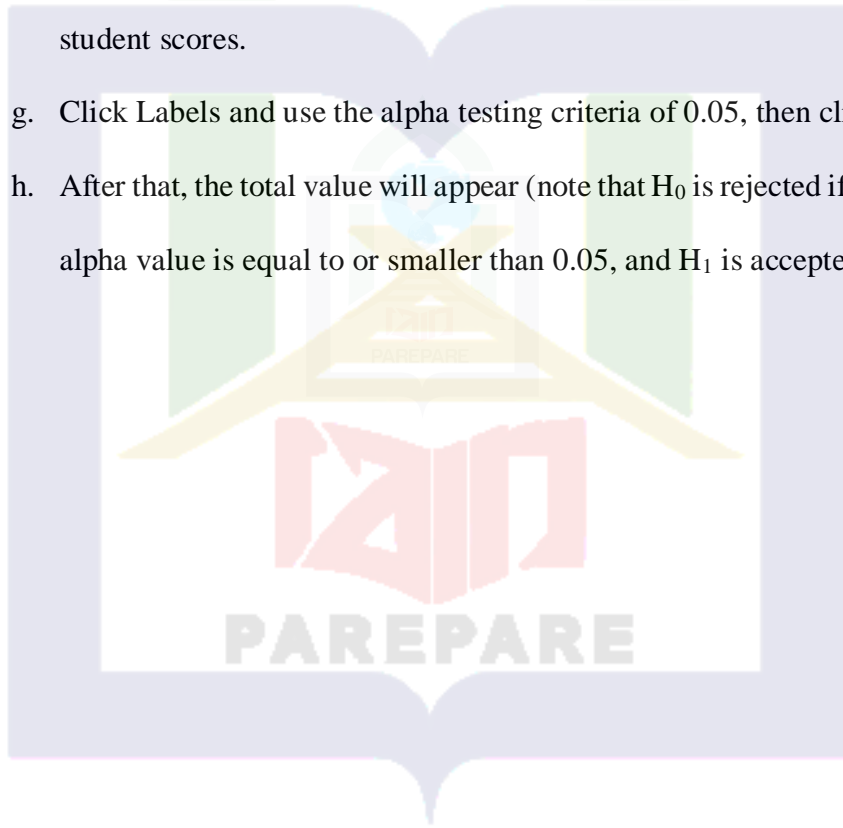 student scores.
g. Click Labels and use the alpha testing criteria of 0.05, then cl
h. After that, the total value will appear (note that H₀ is rejected if
alpha value is equal to or smaller than 0.05, and H₁ is accepte
iain
PAREPARE
iain
PAREPARE